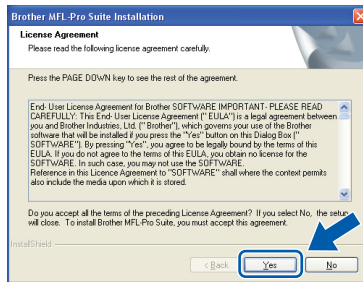 Brother MFL-Pro Suite Installation
License Agreement
Please read the following license agreement carefully.
Press the PAGE DOWN key to see the rest of the agreement.
End- User License Agreement for Brother SOFTWARE IMPORTANT- PLEASE READ
CAREFULLY: This End- User License Agreement (" EULA") is a legal agreement between
you and Brother Industries, Ltd. (" Brother"), which governs your use of the Brother
software that will be installed if you press the "Yes" button on this Dialog Box ("
SOFTWARE"). By pressing "Yes", you agree to be legally bound by the terms of this
EULA. If you do not agree to the terms of this EULA, you obtain no license for the
SOFTWARE. In such case, you may not use the SOFTWARE.
Reference in this Licence Agreement to "SOFTWARE" shall where the context permits
also include the media upon which it is stored.
Do you accept all the terms of the preceding License Agreement? If you select No, the setup
will close. To install Brother MFL-Pro Suite, you must accept this agreement.
InstallShield
< Back Yes No